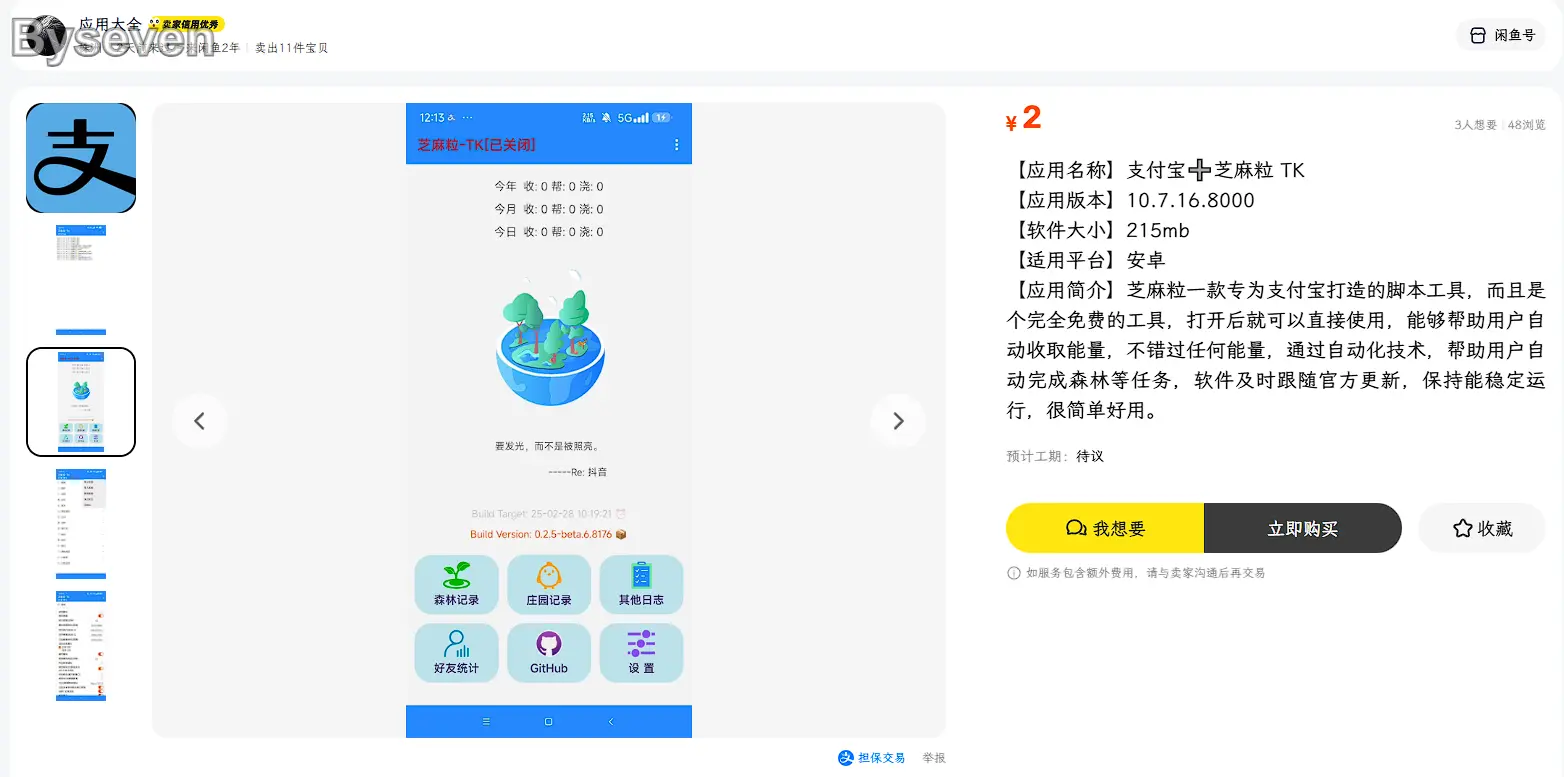 Byseven
应用大全 卖家信用优秀
来闲鱼2年 | 卖出11件宝贝
闲鱼号
支
12:13 5G
芝麻粒-TK[已关闭]
今年 收: 0 帮: 0 浇: 0
今月 收: 0 帮: 0 浇: 0
今日 收: 0 帮: 0 浇: 0
要发光，而不是被照亮。
-----Re: 抖音
Build Target: 25-02-28 10:19:21
Build Version: 0.2.5-beta.6.8176
森林记录 庄园记录 其他日志
好友统计 GitHub 设 置
担保交易 举报
¥2
3人想要 | 48浏览
【应用名称】支付宝➕芝麻粒 TK
【应用版本】10.7.16.8000
【软件大小】215mb
【适用平台】安卓
【应用简介】芝麻粒一款专为支付宝打造的脚本工具，而且是
个完全免费的工具，打开后就可以直接使用，能够帮助用户自
动收取能量，不错过任何能量，通过自动化技术，帮助用户自
动完成森林等任务，软件及时跟随官方更新，保持能稳定运
行，很简单好用。
预计工期：待议
我想要 立即购买 收藏
如服务包含额外费用，请与卖家沟通后再交易